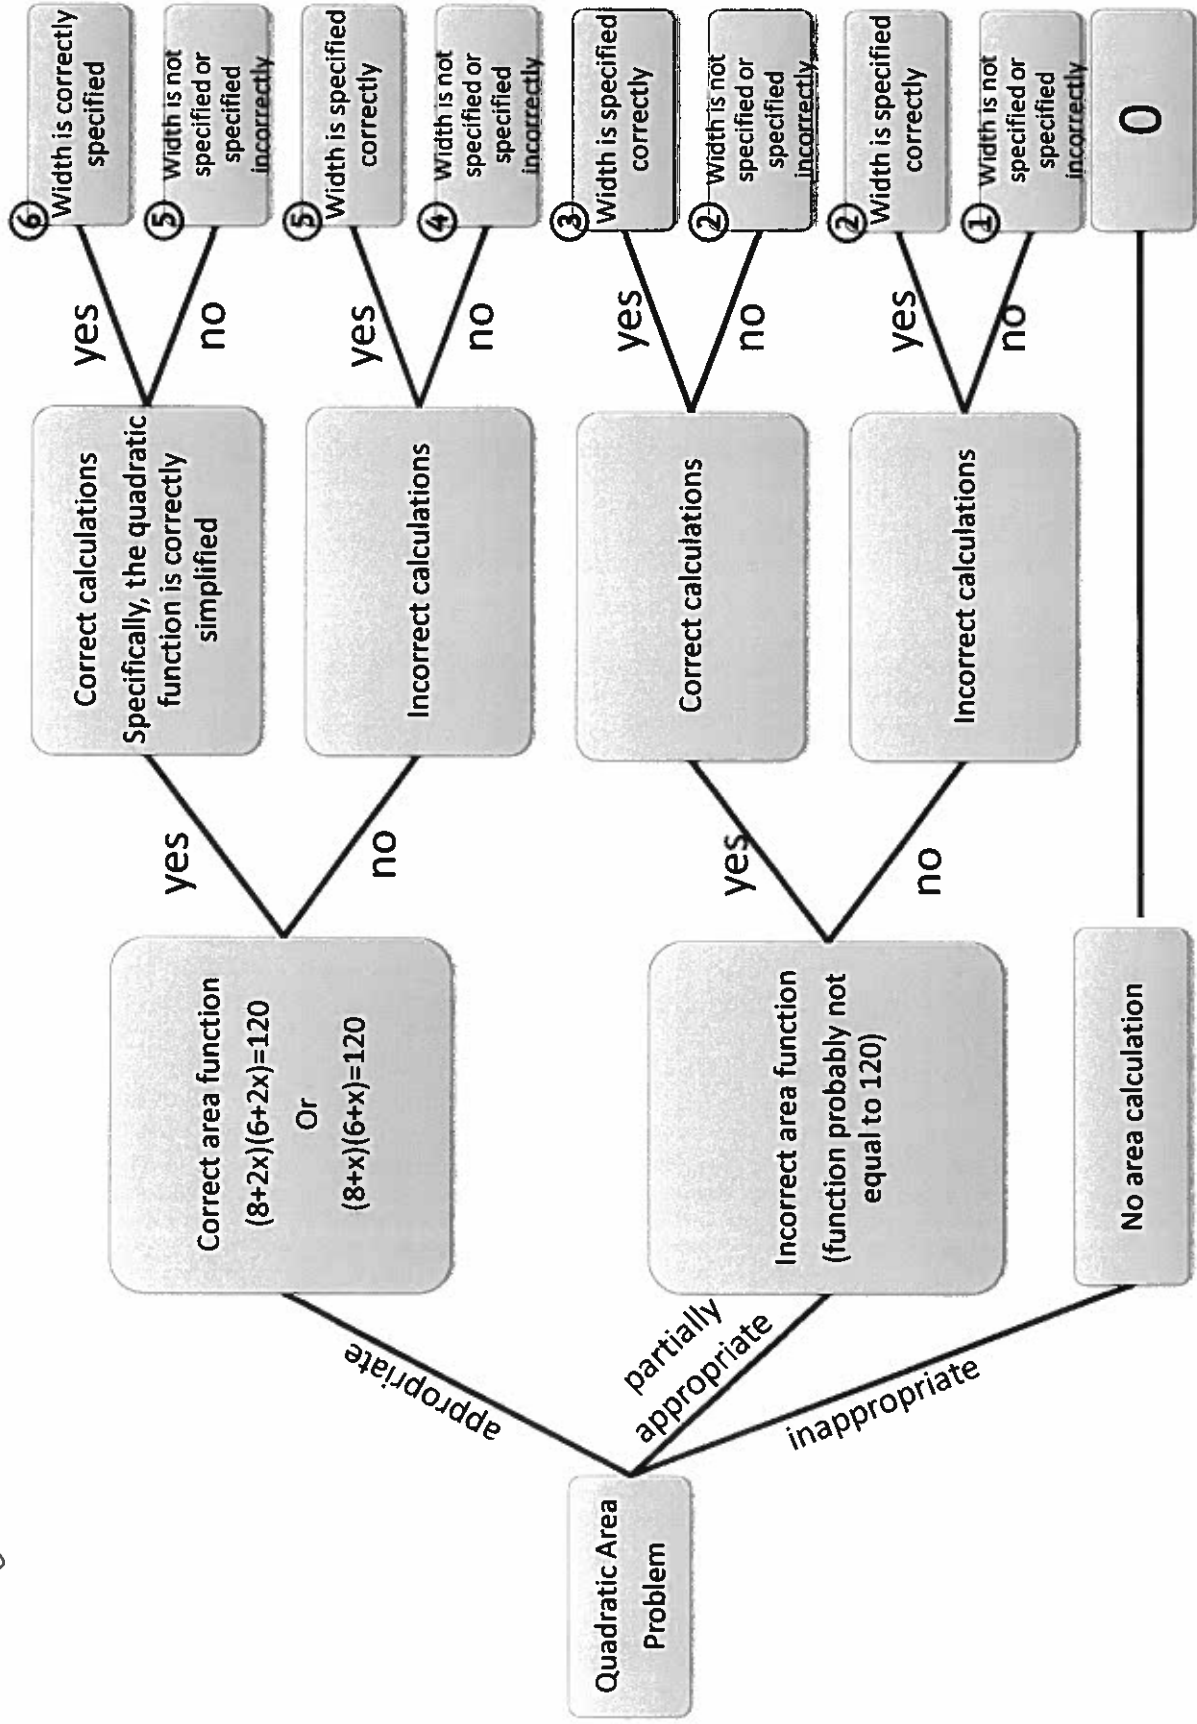 Quadratic Area
Problem
appropriate
partially
appropriate
inappropriate
Correct area function
(8+2x)(6+2x)=120
Or
(8+x)(6+x)=120
Incorrect area function
(function probably not
equal to 120)
No area calculation
yes
no
yes
no
Correct calculations
Specifically, the quadratic
function is correctly
simplified
Incorrect calculations
Correct calculations
Incorrect calculations
yes
no
yes
no
yes
no
yes
no
6
Width is correctly
specified
5
Width is not
specified or
specified
incorrectly
5
Width is specified
correctly
4
Width is not
specified or
specified
incorrectly
3
Width is specified
correctly
2
Width is not
specified or
specified
incorrectly
2
Width is specified
correctly
1
Width is not
specified or
specified
incorrectly
0